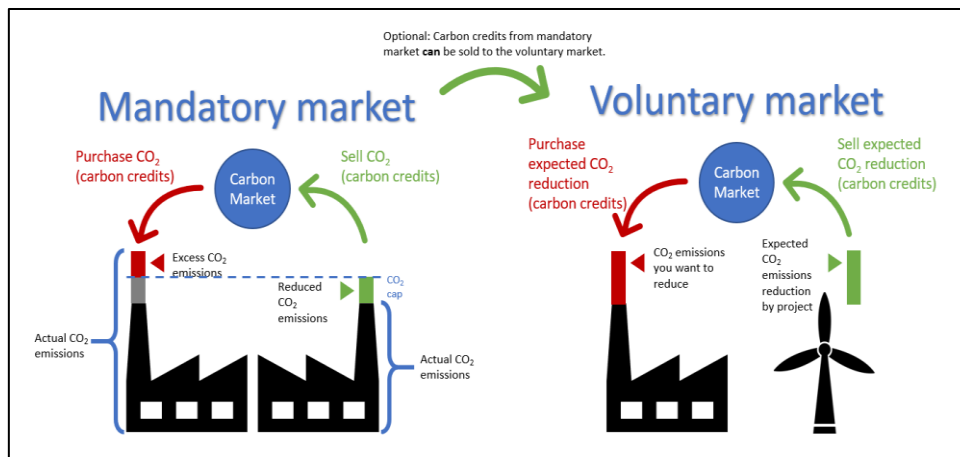 Optional: Carbon credits from mandatory
market can be sold to the voluntary market.
Mandatory market
Voluntary market
Purchase CO₂
(carbon credits)
Carbon
Market
Sell CO₂
(carbon credits)
Excess CO₂
emissions
Reduced
CO₂
emissions
CO₂
cap
Actual CO₂
emissions
Actual CO₂
emissions
Purchase
expected CO₂
reduction
(carbon credits)
Carbon
Market
Sell expected
CO₂ reduction
(carbon credits)
CO₂ emissions
you want to
reduce
Expected
CO₂
emissions
reduction
by project